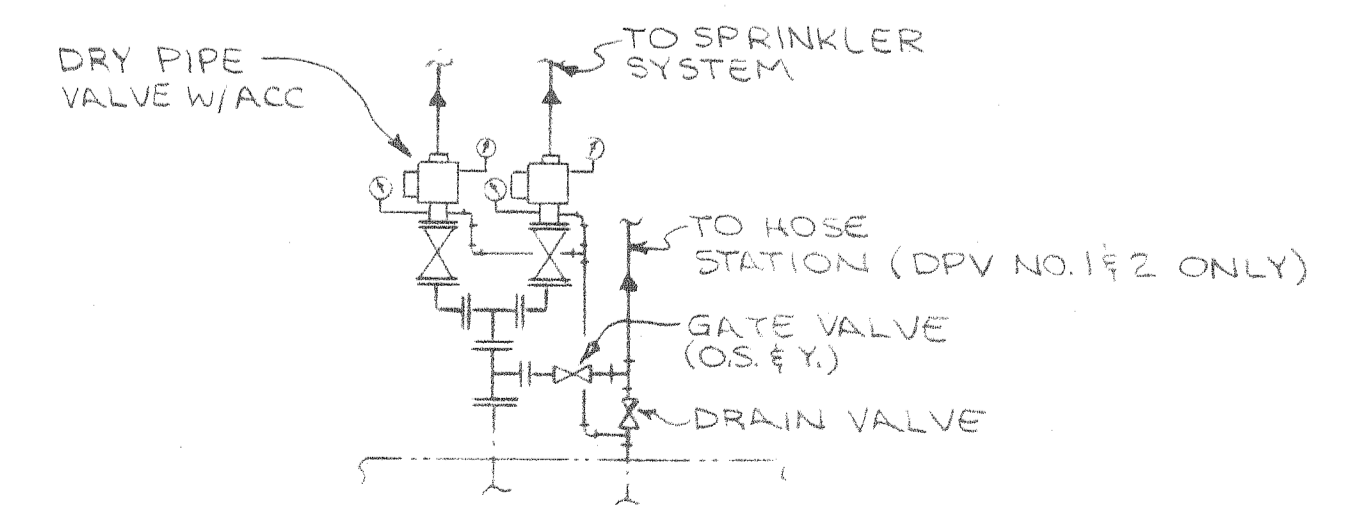 DRY PIPE
VALVE W/ACC
TO SPRINKLER
SYSTEM
TO HOSE
STATION (DPV NO. 1 & 2 ONLY)
GATE VALVE
(O.S. & Y.)
DRAIN VALVE